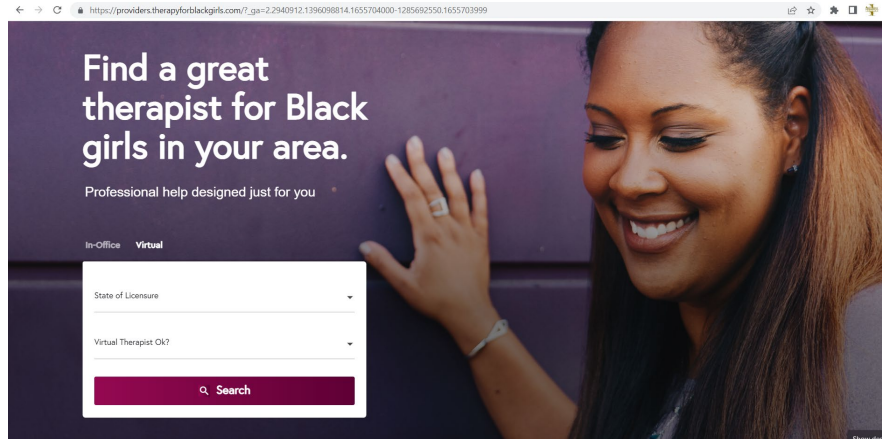 https://providers.therapyforblackgirls.com/?_ga=2.2940912.1396098814.1655704000-1285692550.1655703999
Find a great
therapist for Black
girls in your area.
Professional help designed just for you
In-Office Virtual
State of Licensure
Virtual Therapist Ok?
Search
Show